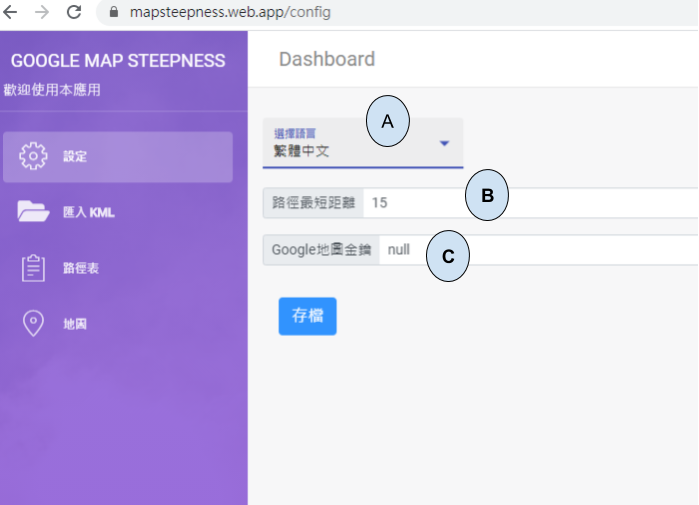 mapsteepness.web.app/config
GOOGLE MAP STEEPNESS
歡迎使用本應用
Dashboard
設定
匯入 KML
路徑表
地圖
A
選擇語言
繁體中文
B
路徑最短距離 15
C
Google地圖金鑰 null
存檔